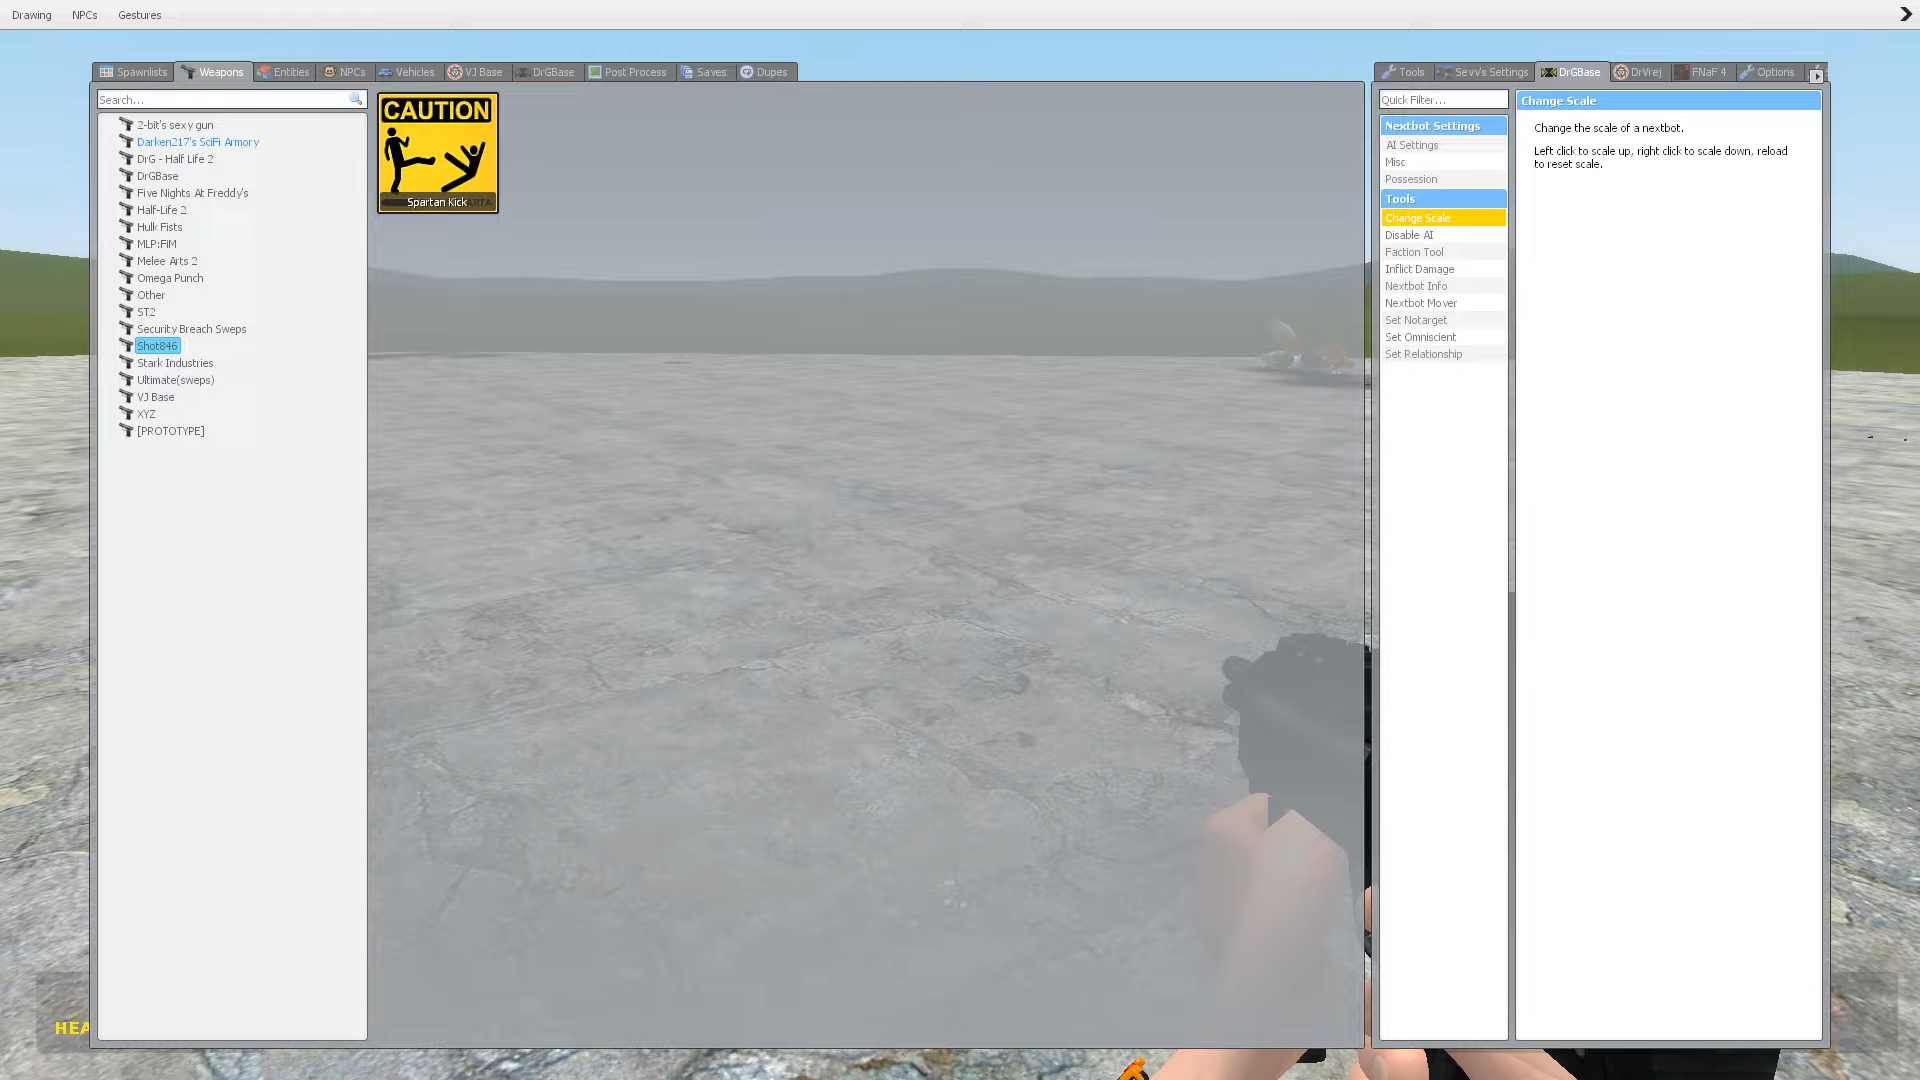 Drawing NPCs Gestures
Spawnlists Weapons Entities NPCs Vehicles VJ Base DrGBase Post Process Saves Dupes
Search...
2-bit's sexy gun
Darken217's SciFi Armory
DrG - Half Life 2
DrGBase
Five Nights At Freddy's
Half-Life 2
Hulk Fists
MLP:FiM
Melee Arts 2
Omega Punch
Other
ST2
Security Breach Sweps
Shot846
Stark Industries
Ultimate(sweps)
VJ Base
XYZ
[PROTOTYPE]
CAUTION
Spartan Kick
Tools Sevv's Settings DrGBase DrVrej FNaF 4 Options
Quick Filter...
Nextbot Settings
AI Settings
Misc
Possession
Tools
Change Scale
Disable AI
Faction Tool
Inflict Damage
Nextbot Info
Nextbot Mover
Set Notarget
Set Omniscient
Set Relationship
Change Scale
Change the scale of a nextbot.
Left click to scale up, right click to scale down, reload
to reset scale.
HEA